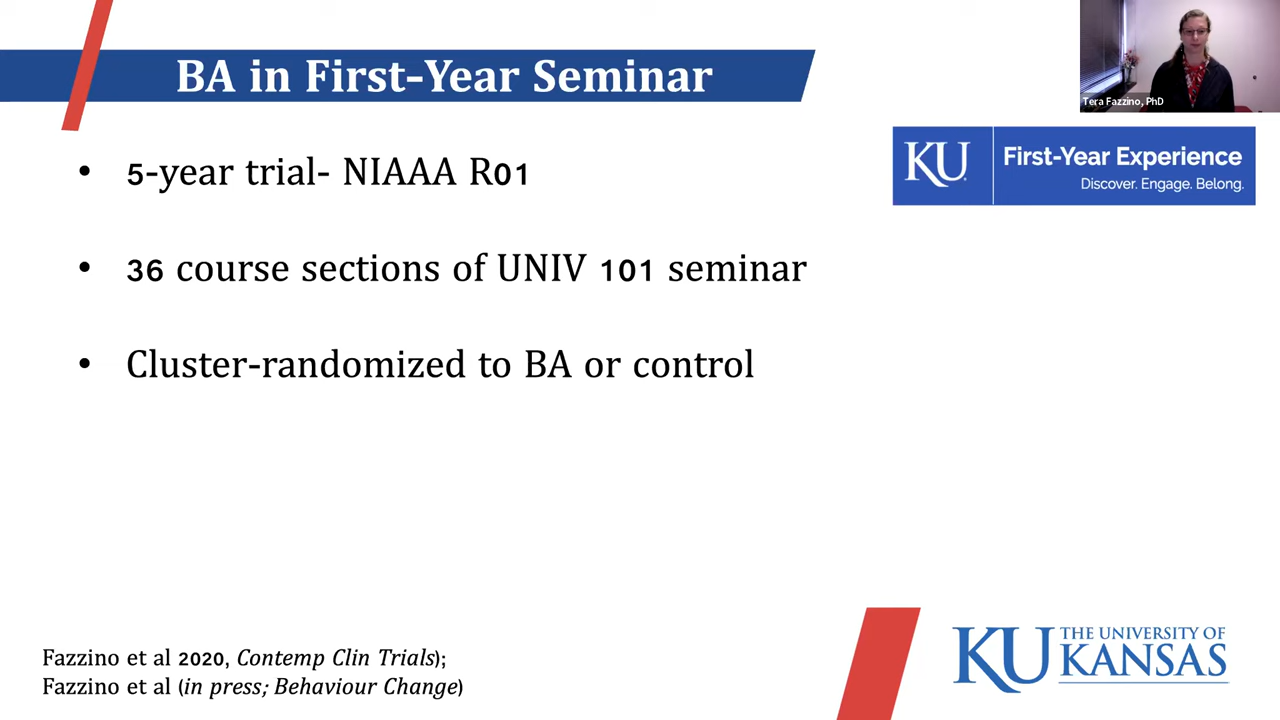 BA in First-Year Seminar
Tera Fazzino, PhD
KU First-Year Experience
Discover. Engage. Belong.
• 5-year trial- NIAAA R01
• 36 course sections of UNIV 101 seminar
• Cluster-randomized to BA or control
Fazzino et al 2020, Contemp Clin Trials);
Fazzino et al (in press; Behaviour Change)
KU THE UNIVERSITY OF
KANSAS